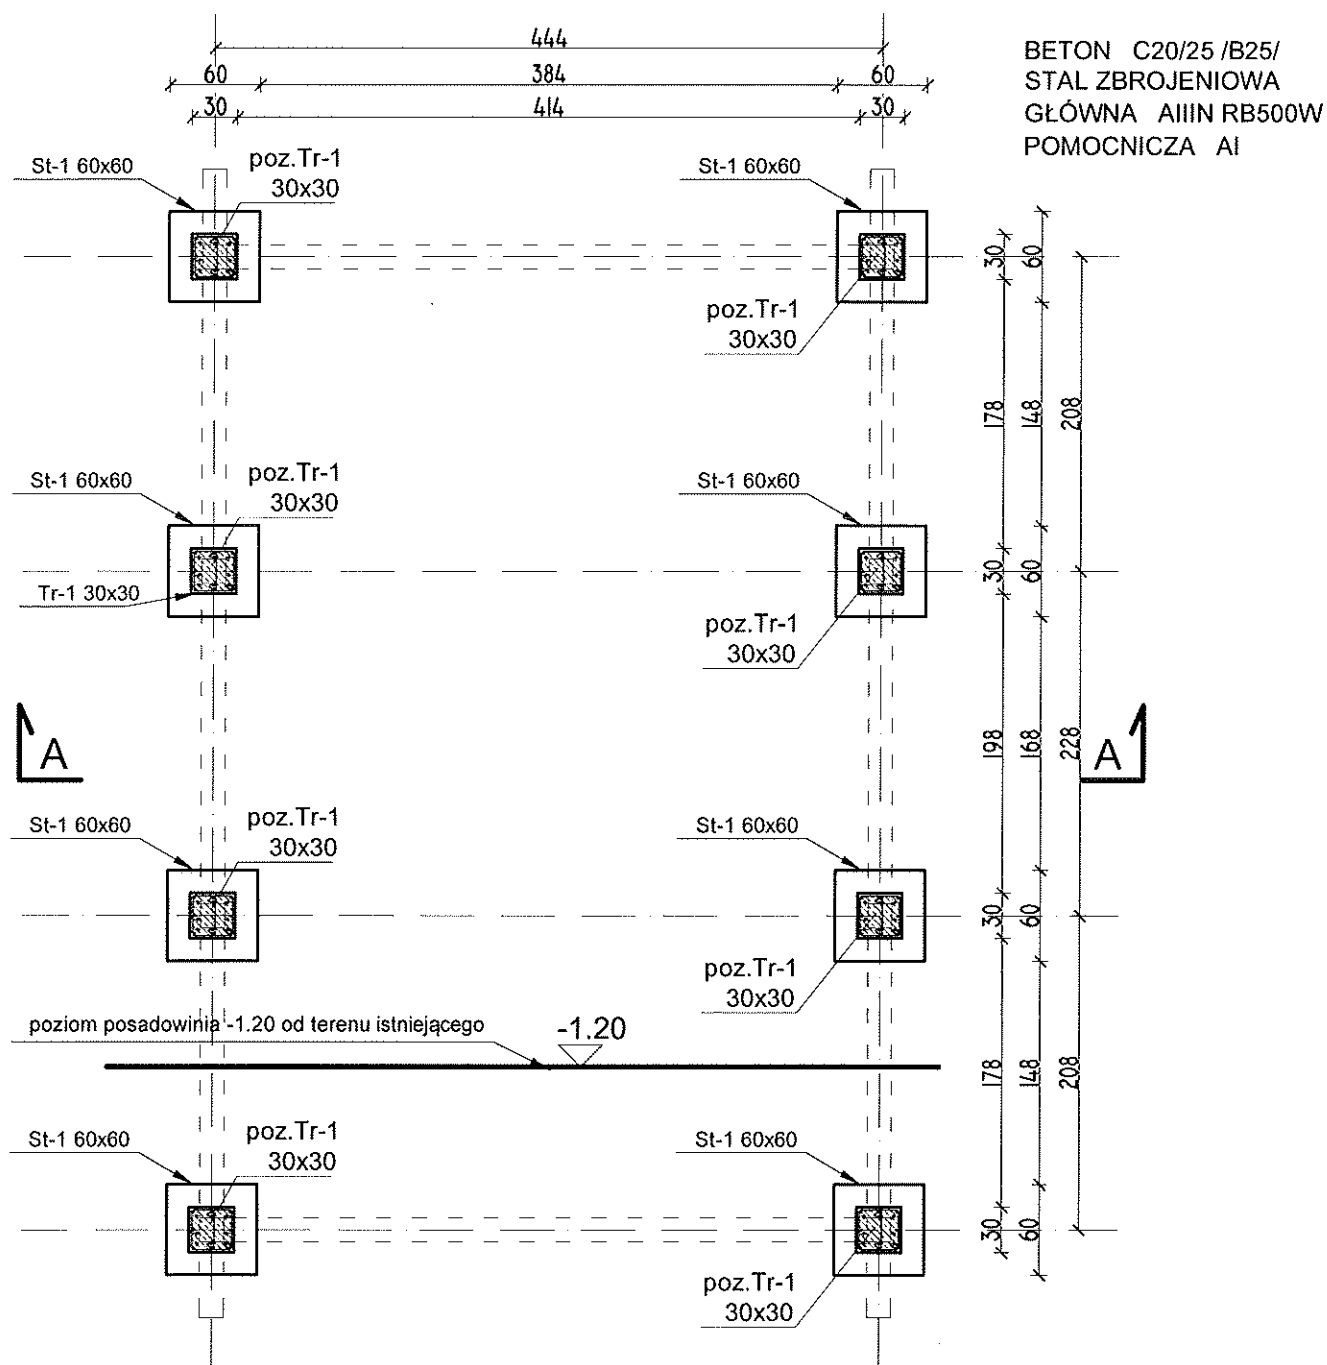 444
BETON C20/25 /B25/
STAL ZBROJENIOWA
GŁÓWNA AIIIN RB500W
POMOCNICZA AI
60 384 60
30 414 30
St-1 60x60
poz.Tr-1
30x30
St-1 60x60
poz.Tr-1
30x30
30 60
178 148 208
St-1 60x60
poz.Tr-1
30x30
Tr-1 30x30
St-1 60x60
poz.Tr-1
30x30
30 60
198 168 228
A
A
St-1 60x60
poz.Tr-1
30x30
St-1 60x60
poz.Tr-1
30x30
30 60
poziom posadowinia -1.20 od terenu istniejącego
-1.20
178 148 208
St-1 60x60
poz.Tr-1
30x30
St-1 60x60
poz.Tr-1
30x30
30 60